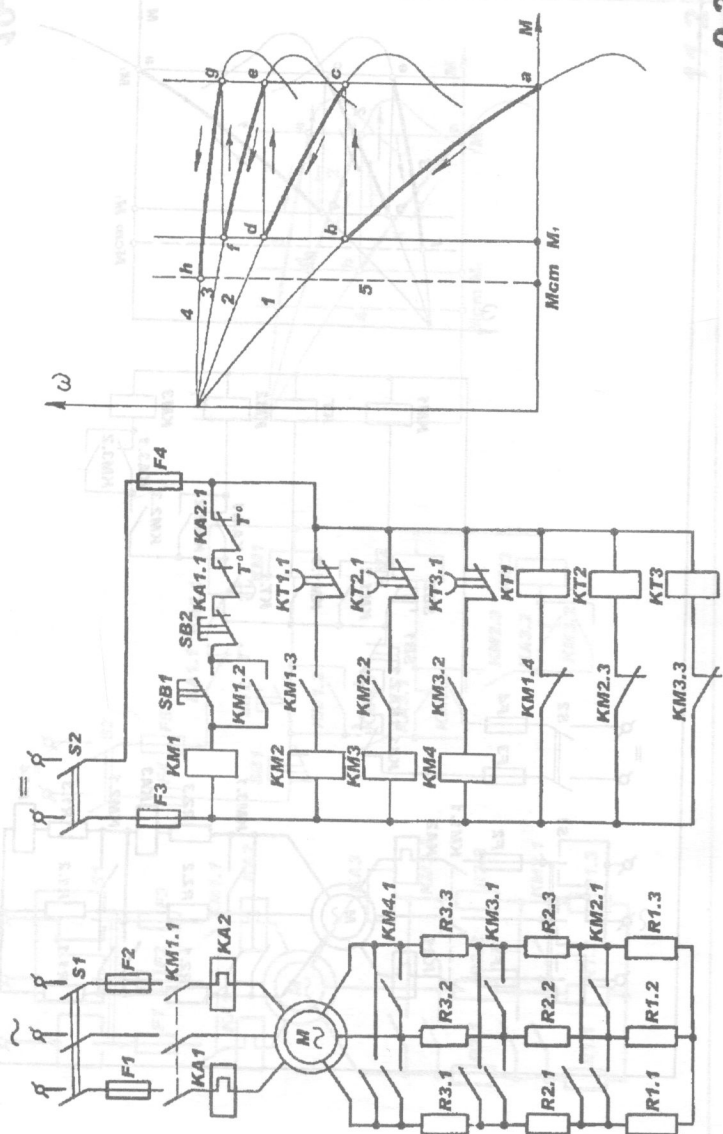 ~
S1
F1
F2
KM1.1
KA1
KA2
M
~
KM4.1
R3.1
R3.2
R3.3
KM3.1
R2.1
R2.2
R2.3
KM2.1
R1.1
R1.2
R1.3
=
S2
F3
F4
KM1
SB1
SB2
KA1.1
KA2.1
T°
T°
KM1.2
KM2
KM1.3
KT1.1
KM3
KM2.2
KT2.1
KM4
KM3.2
KT3.1
KM1.4
KT1
KM2.3
KT2
KM3.3
KT3
ω
M
g
e
c
a
h
f
d
b
4
3
2
1
5
Mcm
M₁